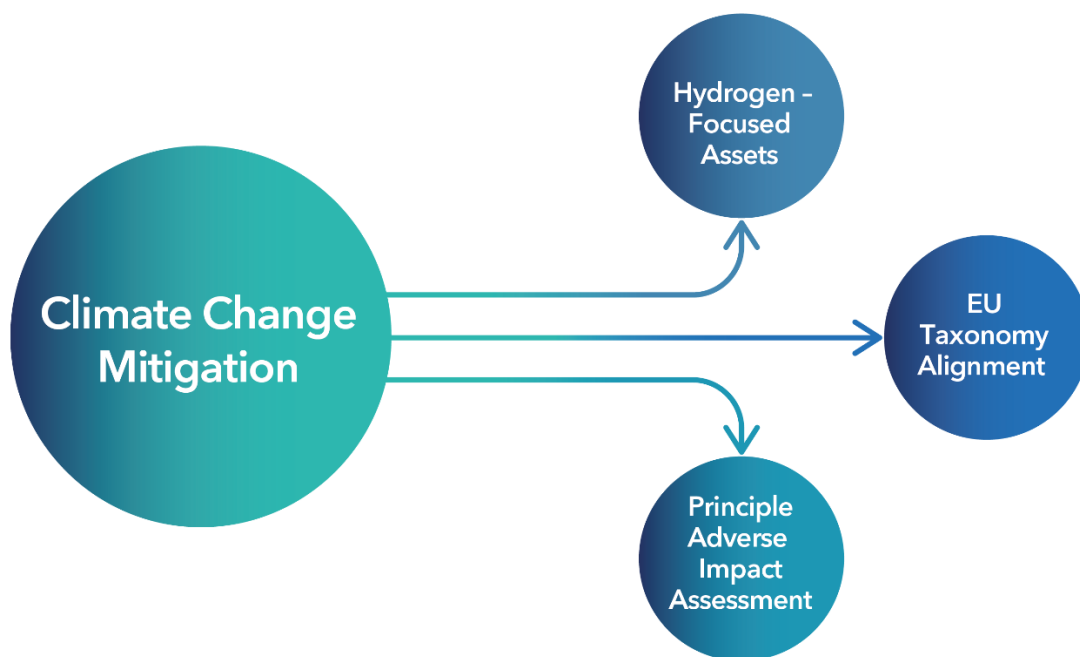 Climate Change
Mitigation
Hydrogen –
Focused
Assets
EU
Taxonomy
Alignment
Principle
Adverse
Impact
Assessment